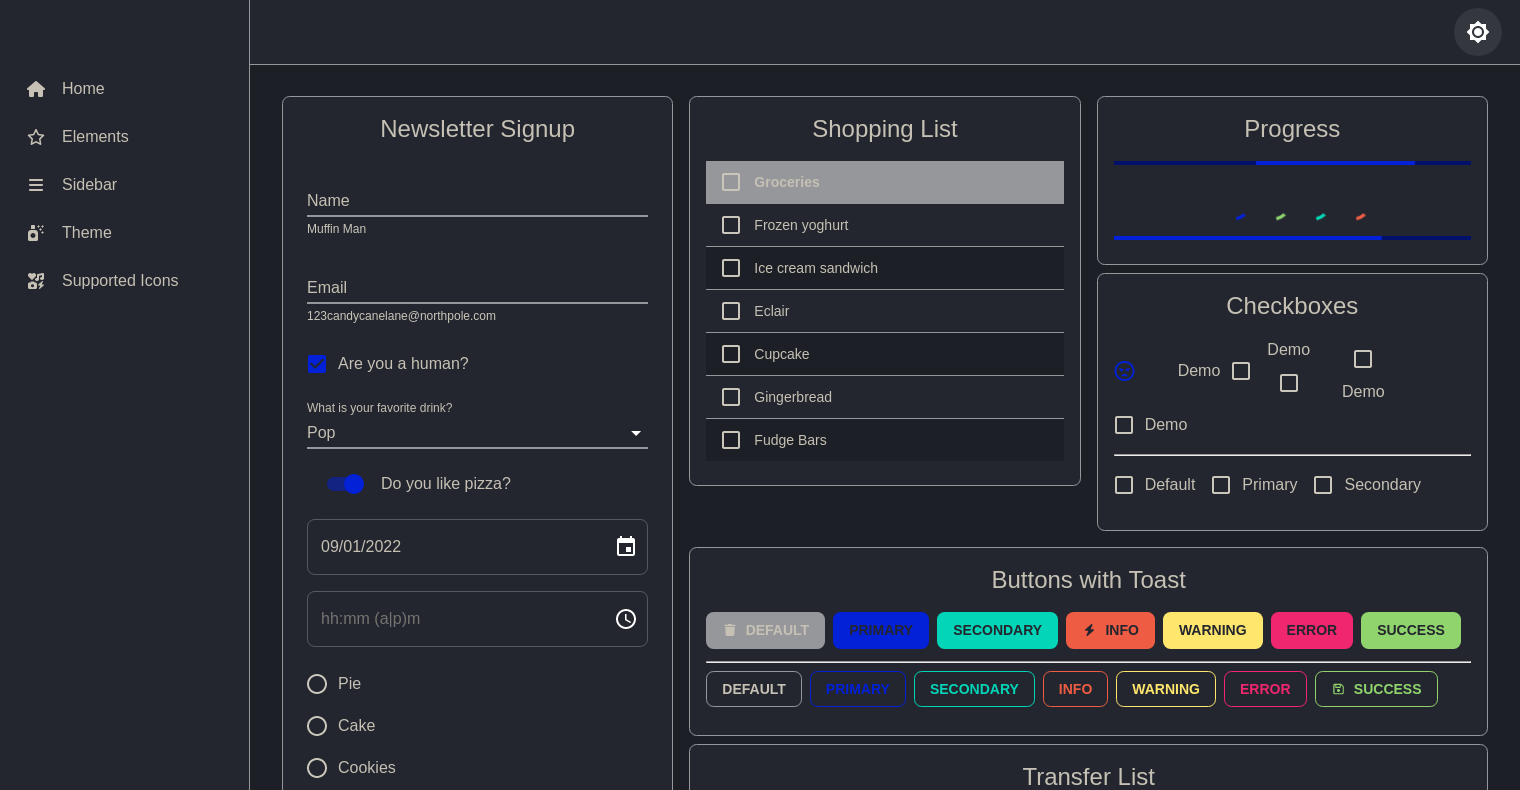 Home
Elements
Sidebar
Theme
Supported Icons
Newsletter Signup
Name
Muffin Man
Email
123candycanelane@northpole.com
Are you a human?
What is your favorite drink?
Pop
Do you like pizza?
09/01/2022
hh:mm (a|p)m
Pie
Cake
Cookies
Shopping List
Groceries
Frozen yoghurt
Ice cream sandwich
Eclair
Cupcake
Gingerbread
Fudge Bars
Progress
Checkboxes
Demo
Demo
Demo
Demo
Default Primary Secondary
Buttons with Toast
DEFAULT PRIMARY SECONDARY INFO WARNING ERROR SUCCESS
DEFAULT PRIMARY SECONDARY INFO WARNING ERROR SUCCESS
Transfer List